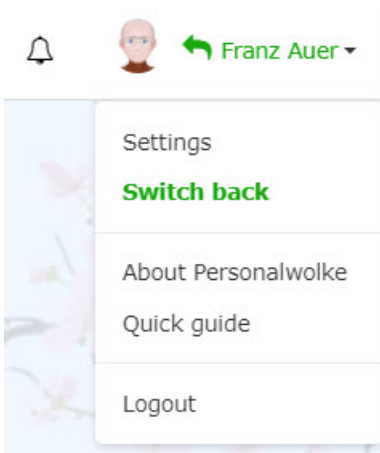 Franz Auer
Settings
Switch back
About Personalwolke
Quick guide
Logout